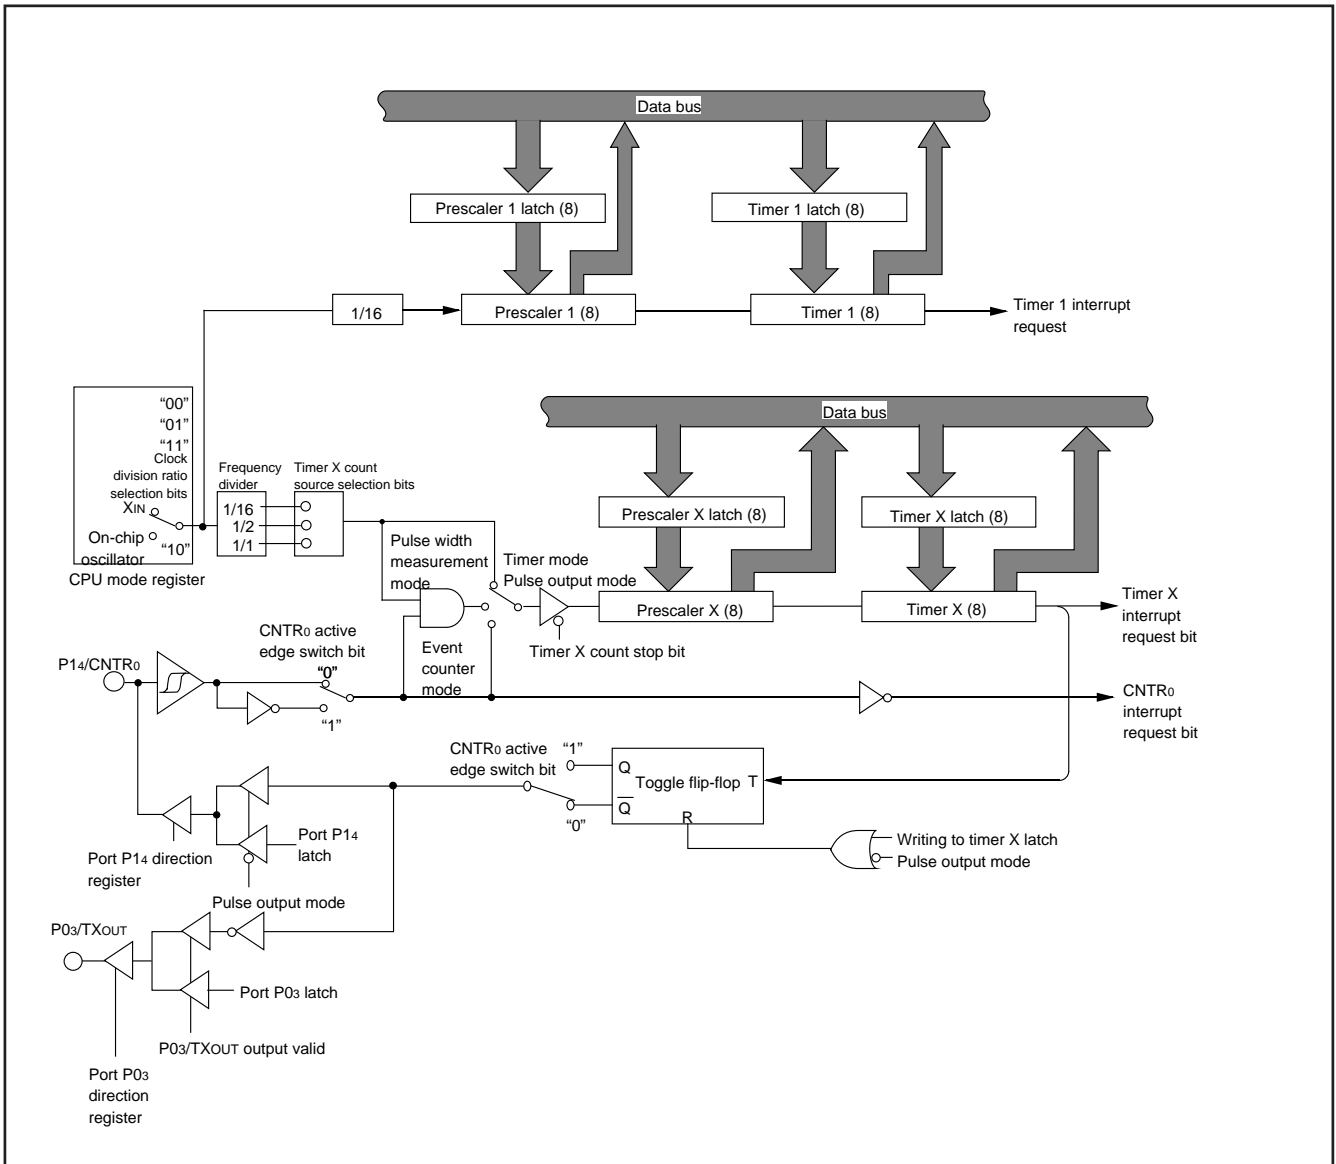 Data bus
Prescaler 1 latch (8)
Timer 1 latch (8)
1/16
Prescaler 1 (8)
Timer 1 (8)
Timer 1 interrupt
request
“00”
“01”
“11”
Clock
division ratio
selection bits
XIN
On-chip
oscillator
“10”
CPU mode register
Frequency
divider
1/16
1/2
1/1
Timer X count
source selection bits
Data bus
Prescaler X latch (8)
Timer X latch (8)
Pulse width
measurement
mode
Timer mode
Pulse output mode
Prescaler X (8)
Timer X (8)
Timer X
interrupt
request bit
Timer X count stop bit
Event
counter
mode
CNTR0 active
edge switch bit
“0”
“1”
P14/CNTR0
CNTR0
interrupt
request bit
CNTR0 active
edge switch bit
“1”
“0”
Q
Toggle flip-flop
T
Q
R
Writing to timer X latch
Pulse output mode
Port P14
latch
Port P14 direction
register
Pulse output mode
P03/TXOUT
Port P03 latch
P03/TXOUT output valid
Port P03
direction
register